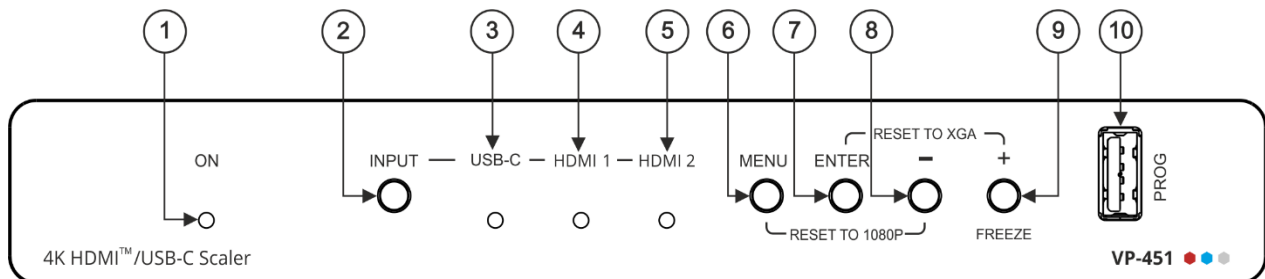 1 2 3 4 5 6 7 8 9 10
RESET TO XGA
ON INPUT USB-C HDMI 1 HDMI 2 MENU ENTER − +
PROG
RESET TO 1080P FREEZE
4K HDMI™/USB-C Scaler VP-451